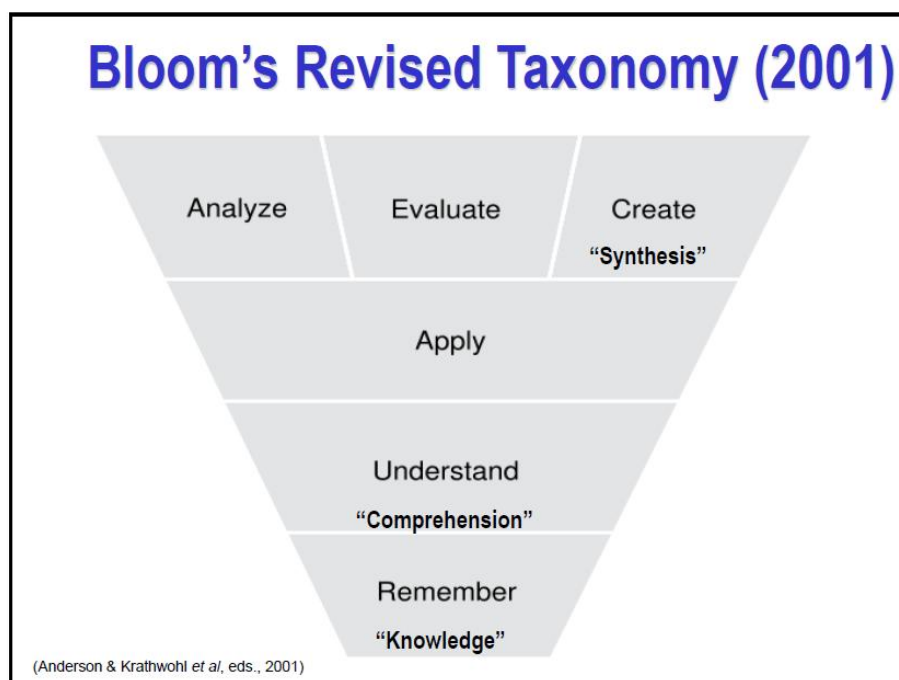 Bloom's Revised Taxonomy (2001)
Analyze
Evaluate
Create
“Synthesis”
Apply
Understand
“Comprehension”
Remember
“Knowledge”
(Anderson & Krathwohl et al, eds., 2001)